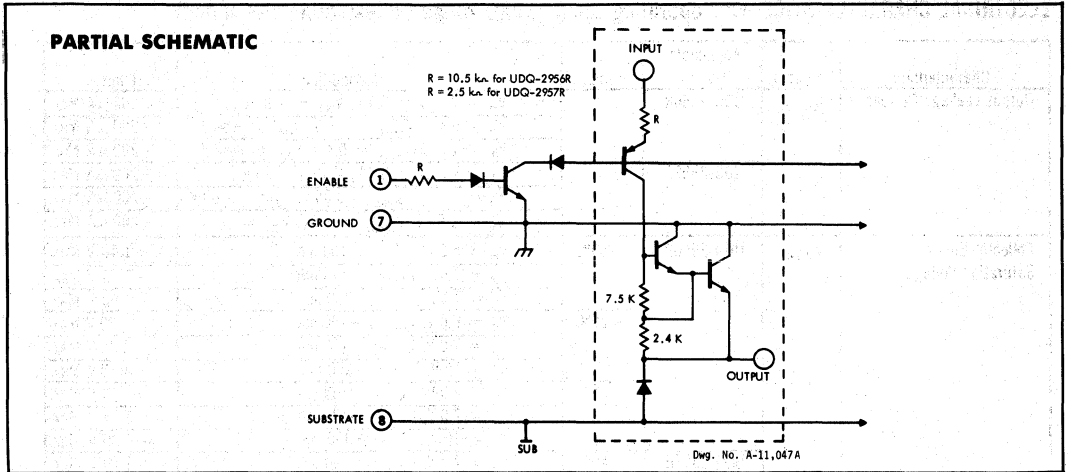 PARTIAL SCHEMATIC
INPUT
R = 10.5 kΩ for UDQ-2956R
R = 2.5 kΩ for UDQ-2957R
R
ENABLE 1 R
GROUND 7
7.5 K
2.4 K
OUTPUT
SUBSTRATE 8
SUB
Dwg. No. A-11,047A